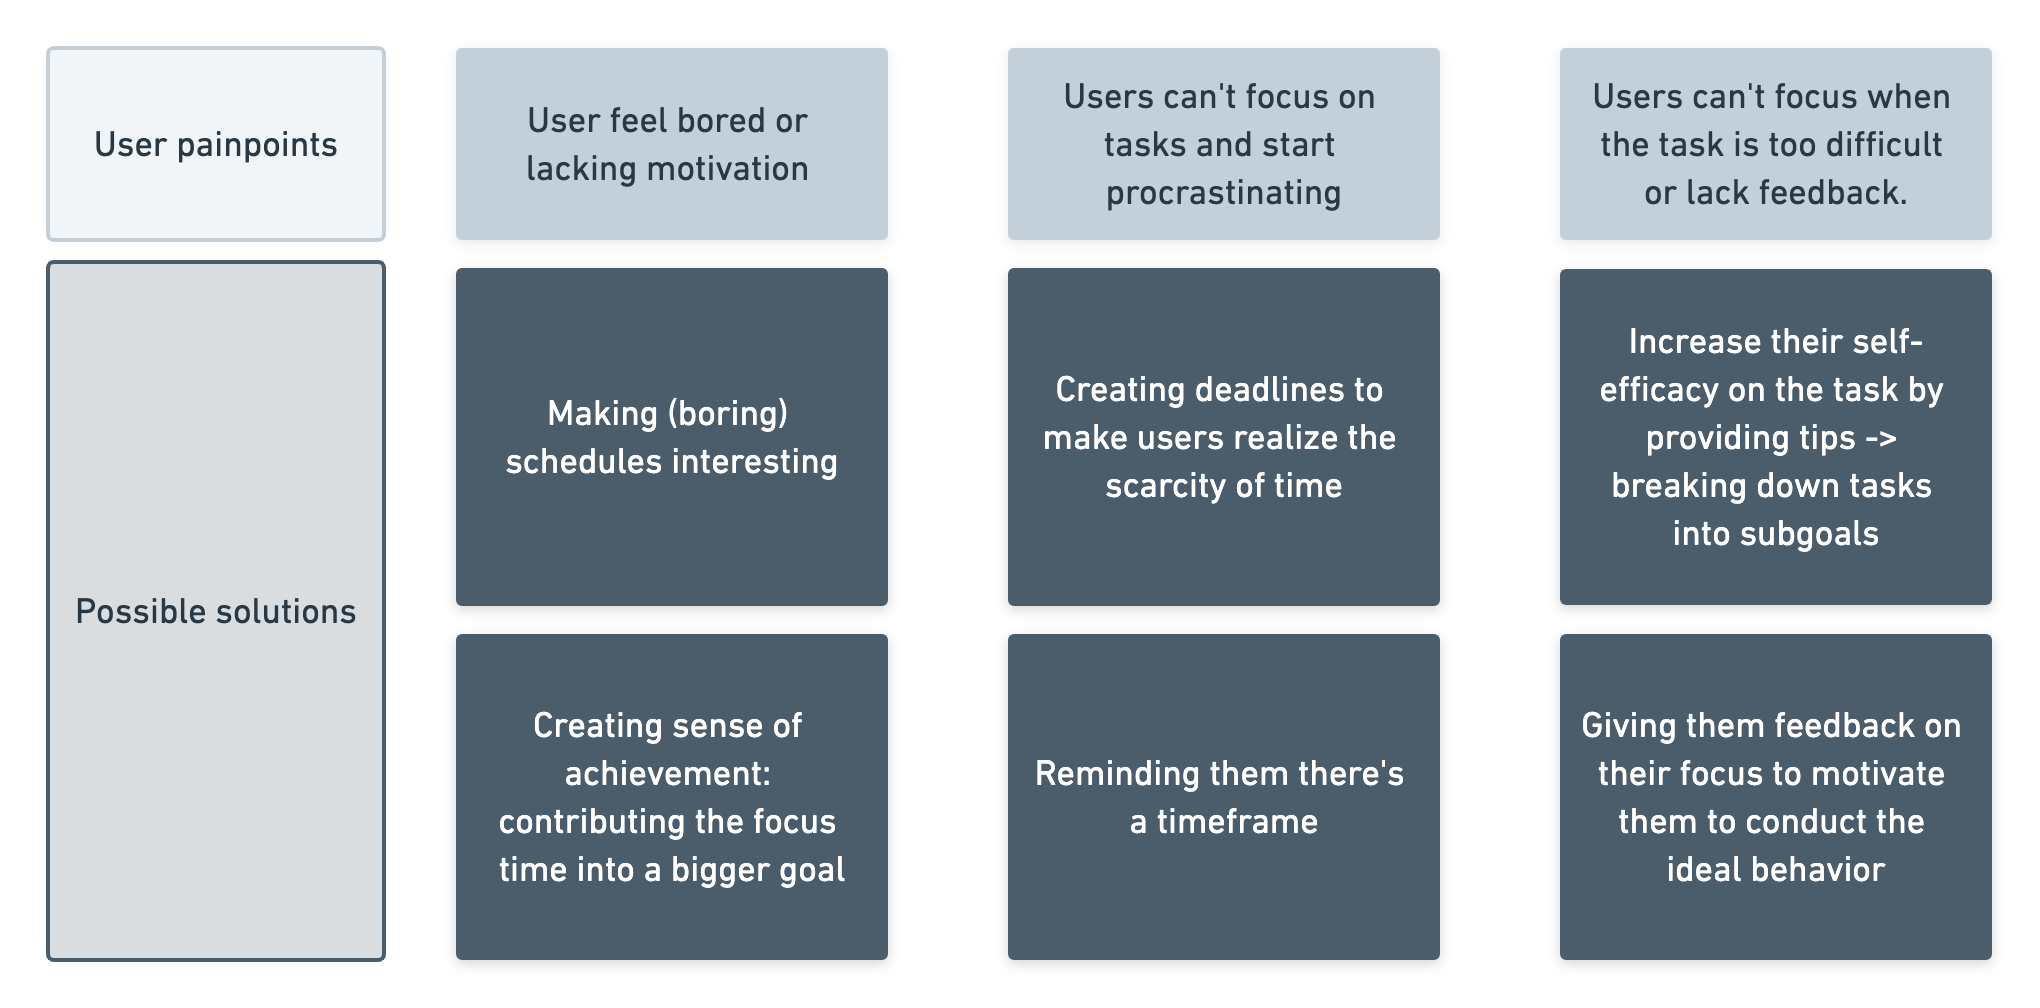 User painpoints
User feel bored or
lacking motivation
Users can't focus on
tasks and start
procrastinating
Users can't focus when
the task is too difficult
or lack feedback.
Possible solutions
Making (boring)
schedules interesting
Creating deadlines to
make users realize the
scarcity of time
Increase their self-
efficacy on the task by
providing tips ->
breaking down tasks
into subgoals
Creating sense of
achievement:
contributing the focus
time into a bigger goal
Reminding them there's
a timeframe
Giving them feedback on
their focus to motivate
them to conduct the
ideal behavior